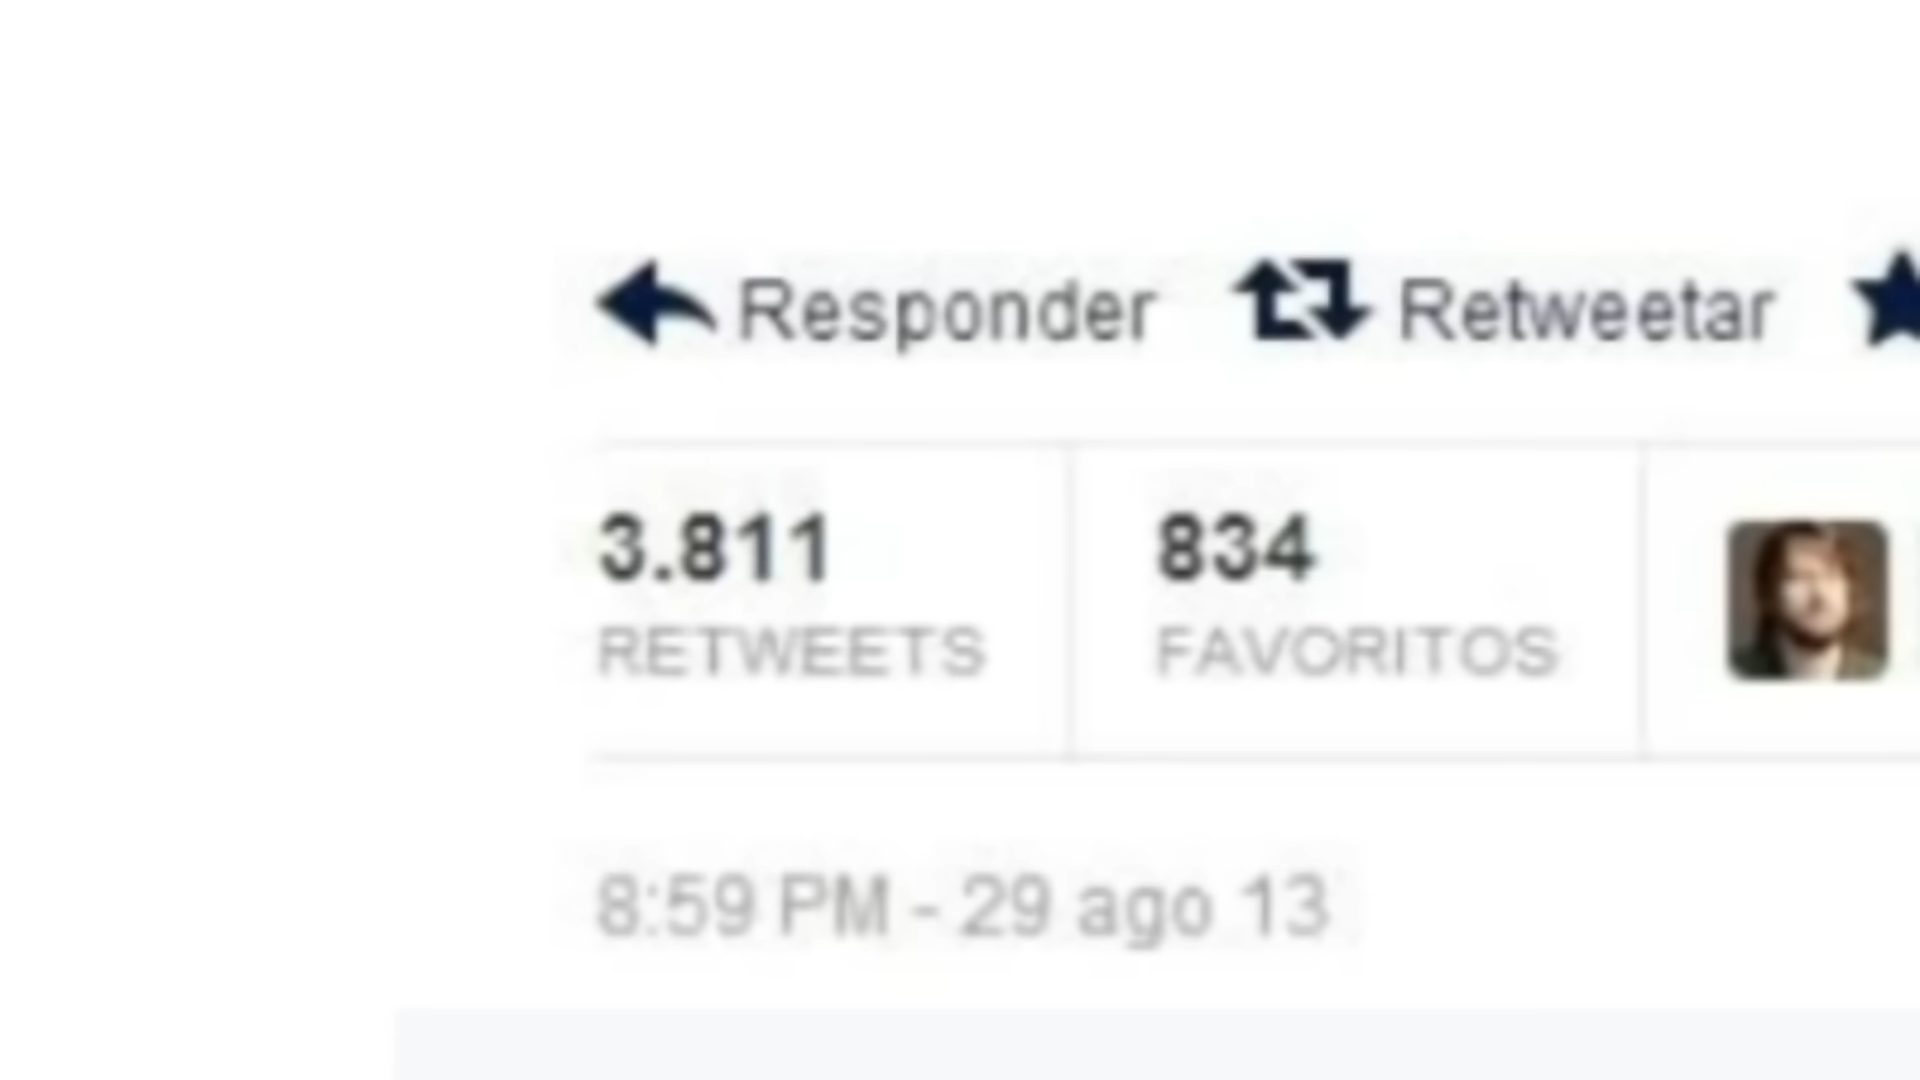 Responder Retweetar
3.811 834
RETWEETS FAVORITOS
8:59 PM - 29 ago 13